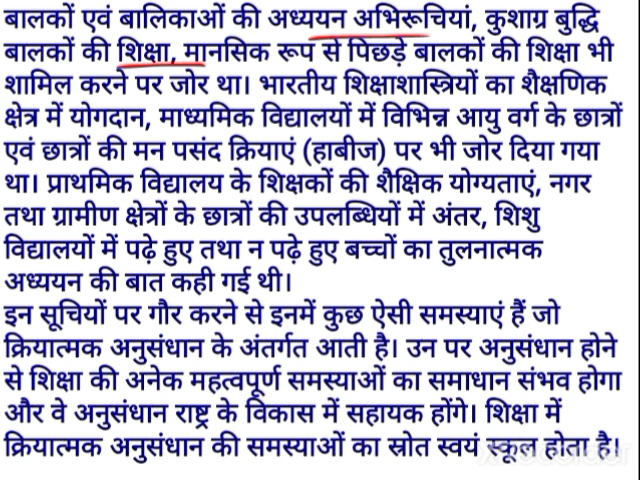 बालकों एवं बालिकाओं की अध्ययन अभिरूचियां, कुशाग्र बुद्धि
बालकों की शिक्षा, मानसिक रूप से पिछड़े बालकों की शिक्षा भी
शामिल करने पर जोर था। भारतीय शिक्षाशास्त्रियों का शैक्षणिक
क्षेत्र में योगदान, माध्यमिक विद्यालयों में विभिन्न आयु वर्ग के छात्रों
एवं छात्रों की मन पसंद क्रियाएं (हाबीज) पर भी जोर दिया गया
था। प्राथमिक विद्यालय के शिक्षकों की शैक्षिक योग्यताएं, नगर
तथा ग्रामीण क्षेत्रों के छात्रों की उपलब्धियों में अंतर, शिशु
विद्यालयों में पढ़े हुए तथा न पढ़े हुए बच्चों का तुलनात्मक
अध्ययन की बात कही गई थी।
इन सूचियों पर गौर करने से इनमें कुछ ऐसी समस्याएं हैं जो
क्रियात्मक अनुसंधान के अंतर्गत आती है। उन पर अनुसंधान होने
से शिक्षा की अनेक महत्वपूर्ण समस्याओं का समाधान संभव होगा
और वे अनुसंधान राष्ट्र के विकास में सहायक होंगे। शिक्षा में
क्रियात्मक अनुसंधान की समस्याओं का स्रोत स्वयं स्कूल होता है।